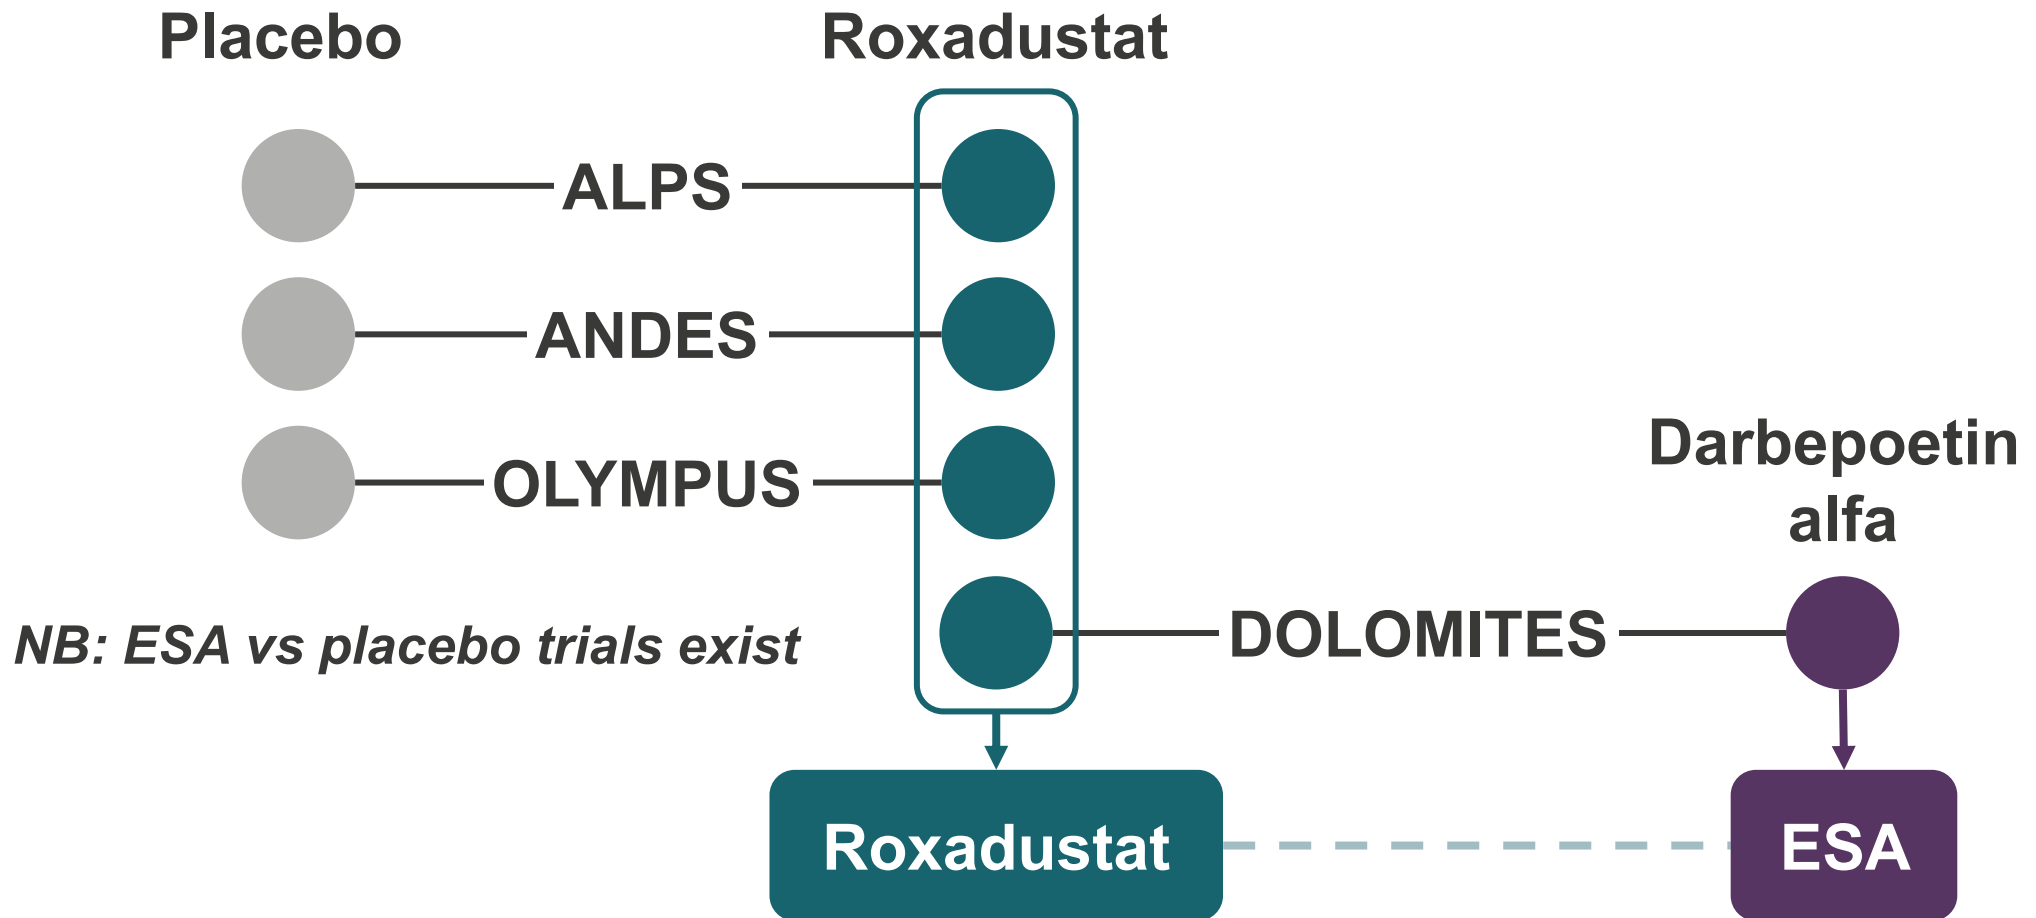 Placebo
Roxadustat
ALPS
ANDES
OLYMPUS
Darbepoetin
alfa
NB: ESA vs placebo trials exist
DOLOMITES
Roxadustat
ESA